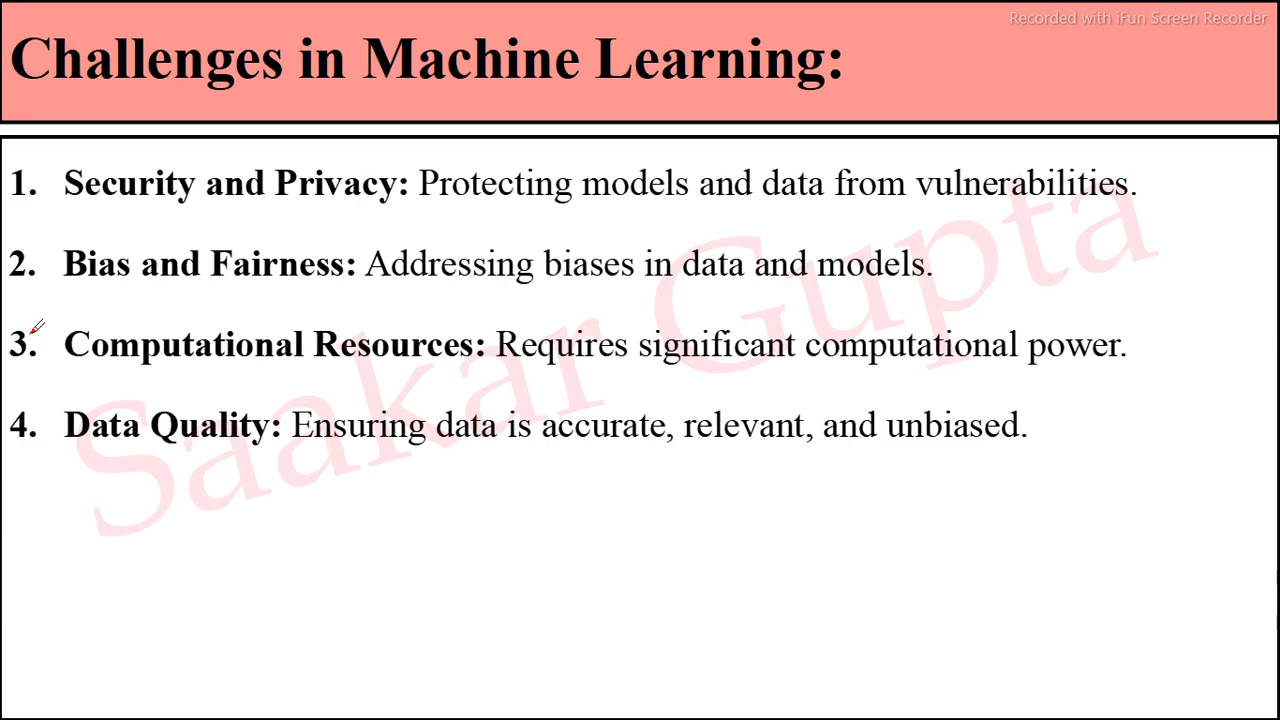 Recorded with iFun Screen Recorder
Challenges in Machine Learning:
1. Security and Privacy: Protecting models and data from vulnerabilities.
2. Bias and Fairness: Addressing biases in data and models.
3. Computational Resources: Requires significant computational power.
4. Data Quality: Ensuring data is accurate, relevant, and unbiased.
Saakar Gupta